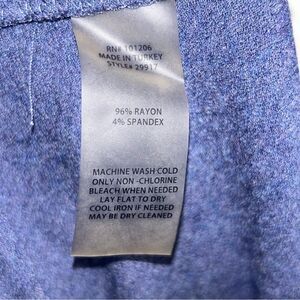 RN# 101206
MADE IN TURKEY
STYLE# 29917
96% RAYON
4% SPANDEX
MACHINE WASH COLD
ONLY NON -CHLORINE
BLEACH WHEN NEEDED
LAY FLAT TO DRY
COOL IRON IF NEEDED
MAY BE DRY CLEANED